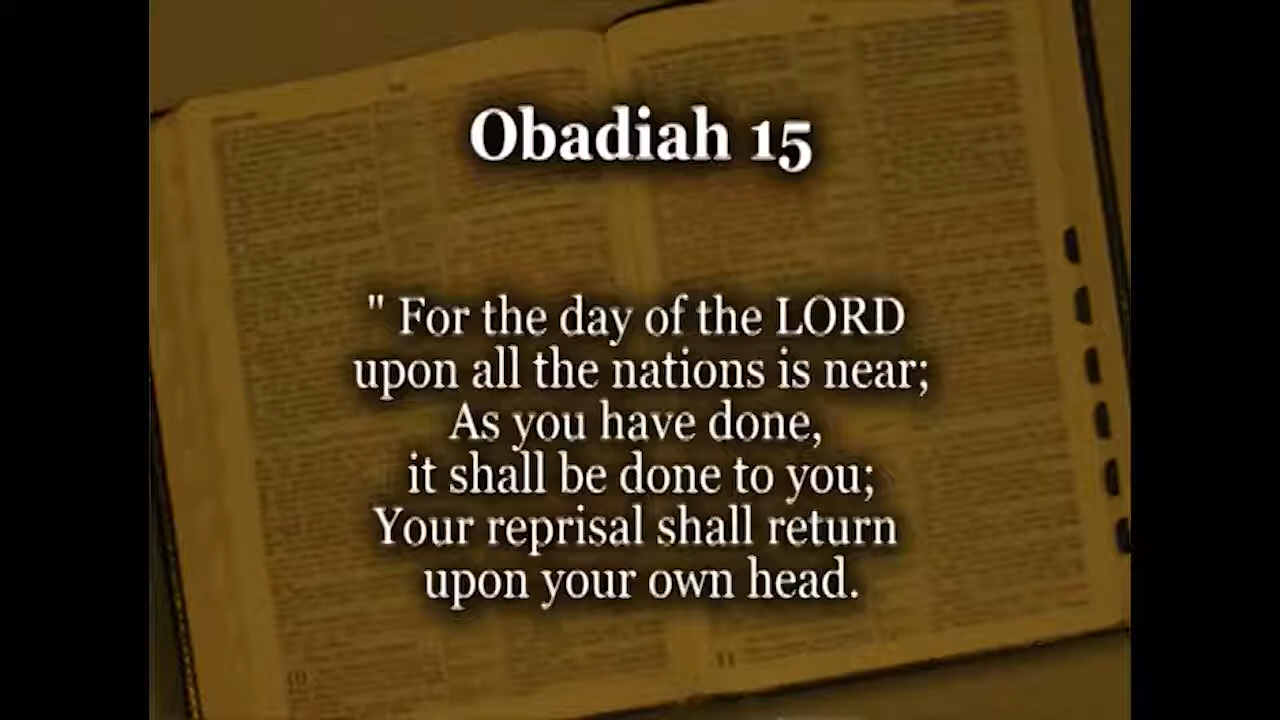 Obadiah 15
" For the day of the LORD
upon all the nations is near;
As you have done,
it shall be done to you;
Your reprisal shall return
upon your own head.